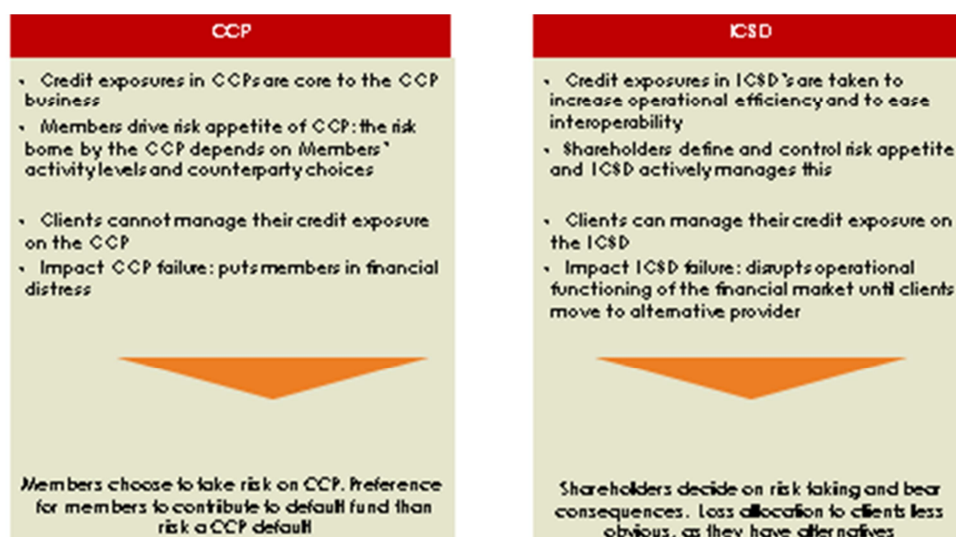 CCP
• Credit exposures in CCPs are core to the CCP
business
• Members drive risk appetite of CCP: the risk
borne by the CCP depends on Members'
activity levels and counterparty choices
• Clients cannot manage their credit exposure
on the CCP
• Impact CCP failure: puts members in financial
distress
Members choose to take risk on CCP. Preference
for members to contribute to default fund than
risk a CCP default
ICSD
• Credit exposures in ICSD's are taken to
increase operational efficiency and to ease
interoperability
• Shareholders define and control risk appetite
and ICSD actively manages this
• Clients can manage their credit exposure on
the ICSD
• Impact ICSD failure: disrupts operational
functioning of the financial market until clients
move to alternative provider
Shareholders decide on risk taking and bear
consequences. Loss allocation to clients less
obvious, as they have alternatives